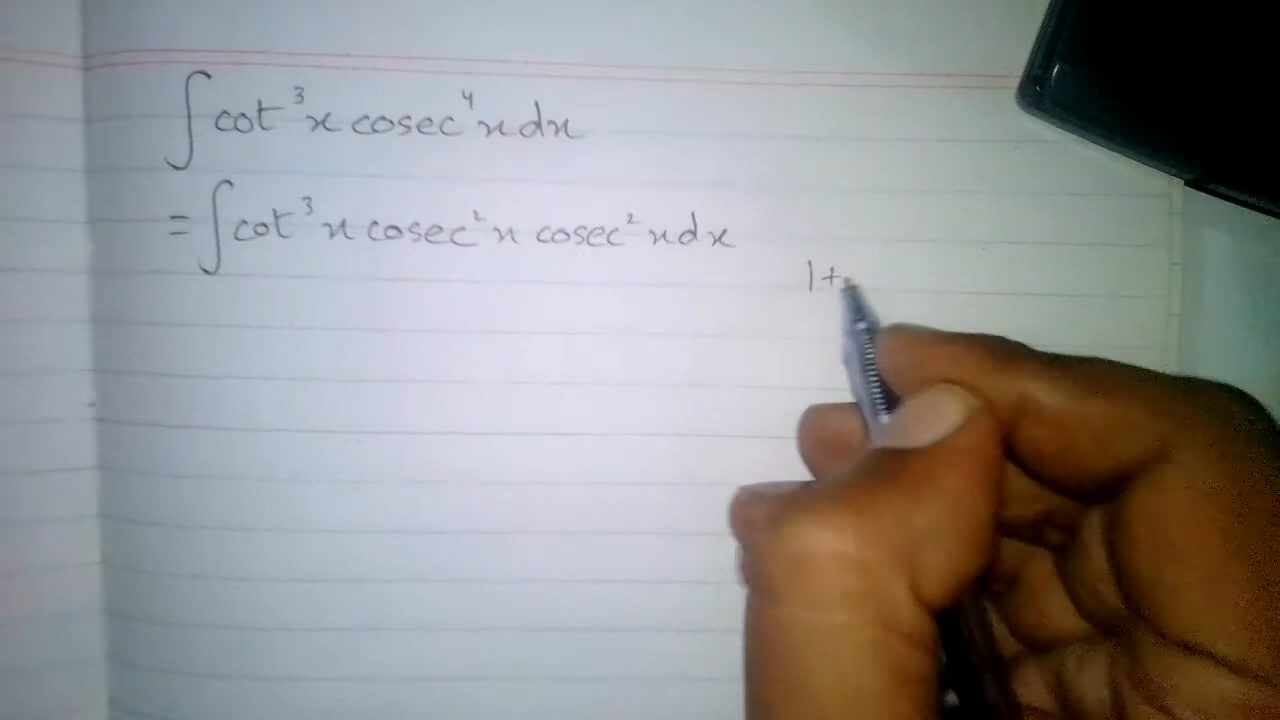 ∫ cot³x cosec⁴x dx
= ∫ cot³x cosec²x cosec²x dx
1 +